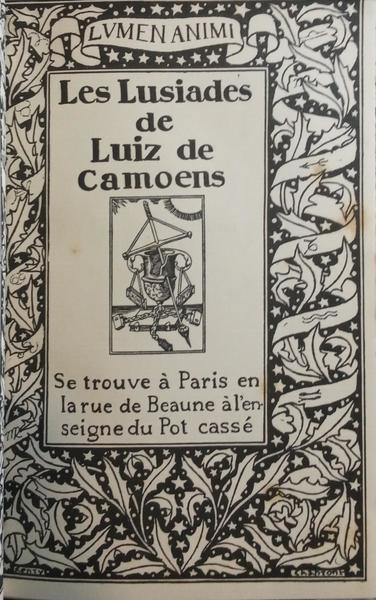 LVMEN ANIMI
Les Lusiades
de
Luiz de
Camoens
Se trouve à Paris en
la rue de Beaune à l'en-
seigne du Pot cassé